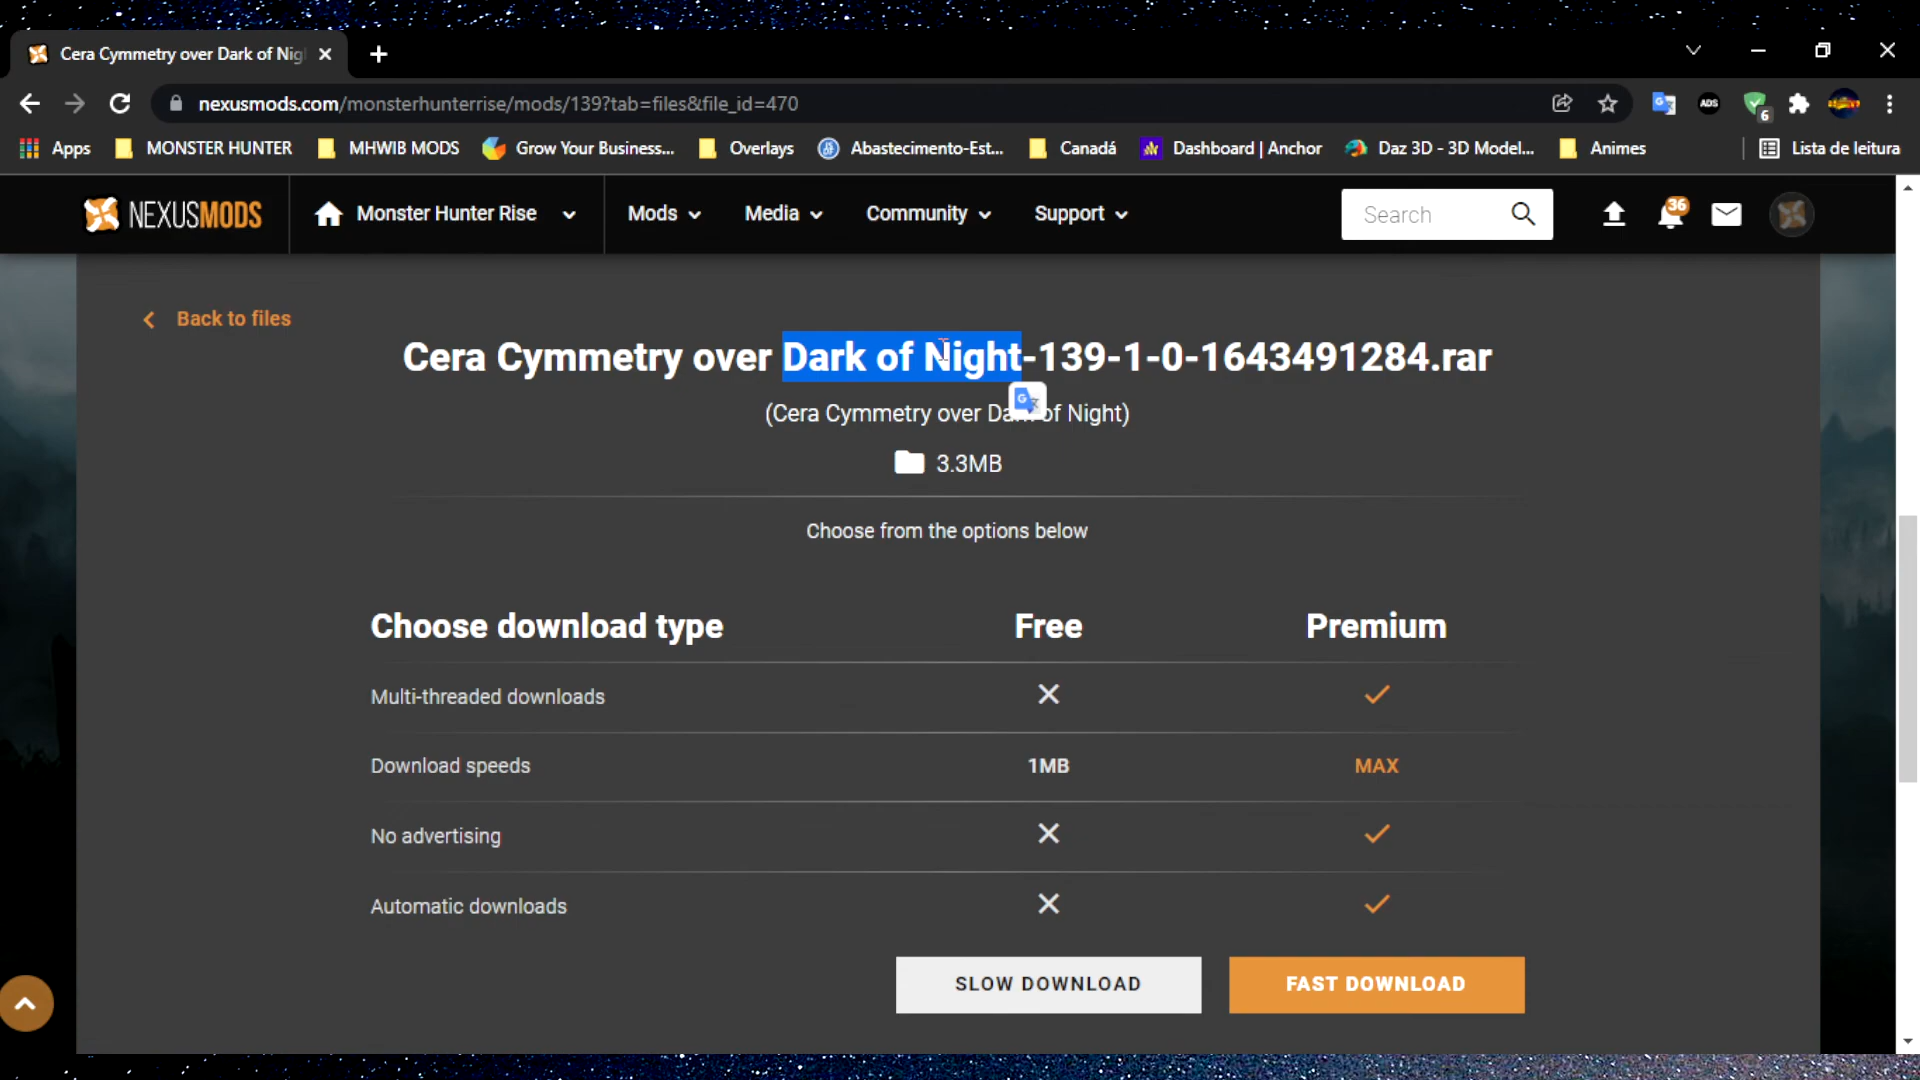 Cera Cymmetry over Dark of Nig
nexusmods.com/monsterhunterrise/mods/139?tab=files&file_id=470
ADS
6
Apps
MONSTER HUNTER
MHWIB MODS
Grow Your Business...
Overlays
Abastecimento-Est...
Canadá
Dashboard | Anchor
Daz 3D - 3D Model...
Animes
Lista de leitura
NEXUSMODS
Monster Hunter Rise
Mods
Media
Community
Support
Search
36
Back to files
Cera Cymmetry over Dark of Night-139-1-0-1643491284.rar
(Cera Cymmetry over Dark of Night)
3.3MB
Choose from the options below
Choose download type Free Premium
Multi-threaded downloads
Download speeds 1MB MAX
No advertising
Automatic downloads
SLOW DOWNLOAD FAST DOWNLOAD